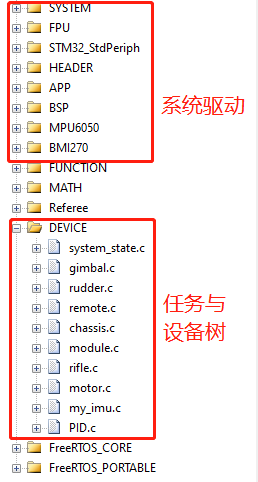 SYSTEM
FPU
STM32_StdPeriph
HEADER
APP
BSP
MPU6050
BMI270
系统驱动
FUNCTION
MATH
Referee
DEVICE
system_state.c
gimbal.c
rudder.c
remote.c
chassis.c
module.c
rifle.c
motor.c
my_imu.c
PID.c
任务与
设备树
FreeRTOS_CORE
FreeRTOS_PORTABLE